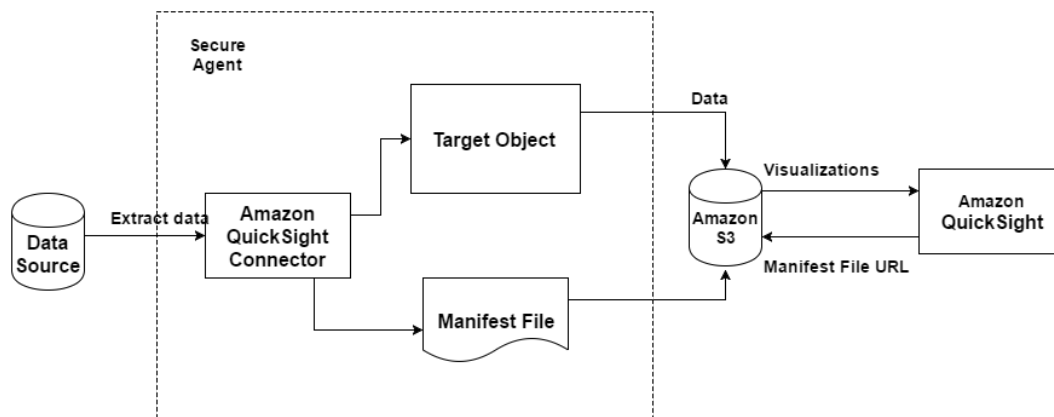 Secure
Agent
Data
Target Object
Visualizations
Extract data
Amazon
QuickSight
Connector
Data
Source
Amazon
S3
Amazon
QuickSight
Manifest File URL
Manifest File